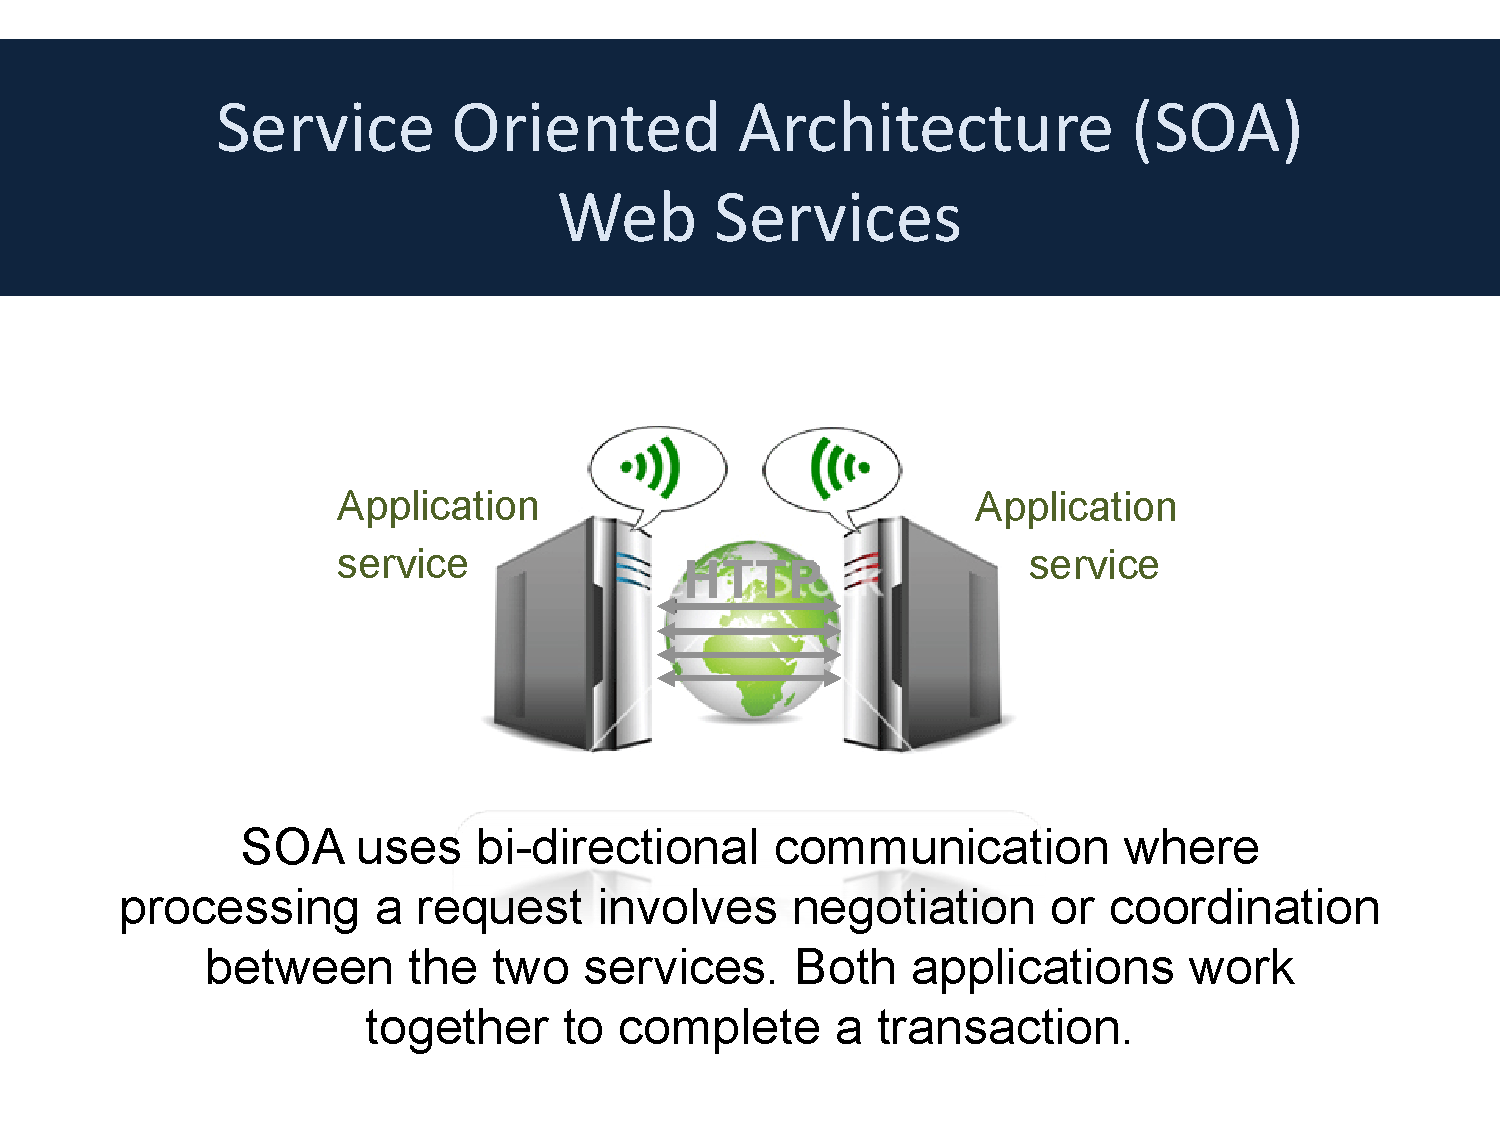 Service Oriented Architecture (SOA)
Web Services
Application
service
Application
service
HTTP
SOA uses bi-directional communication where
processing a request involves negotiation or coordination
between the two services. Both applications work
together to complete a transaction.